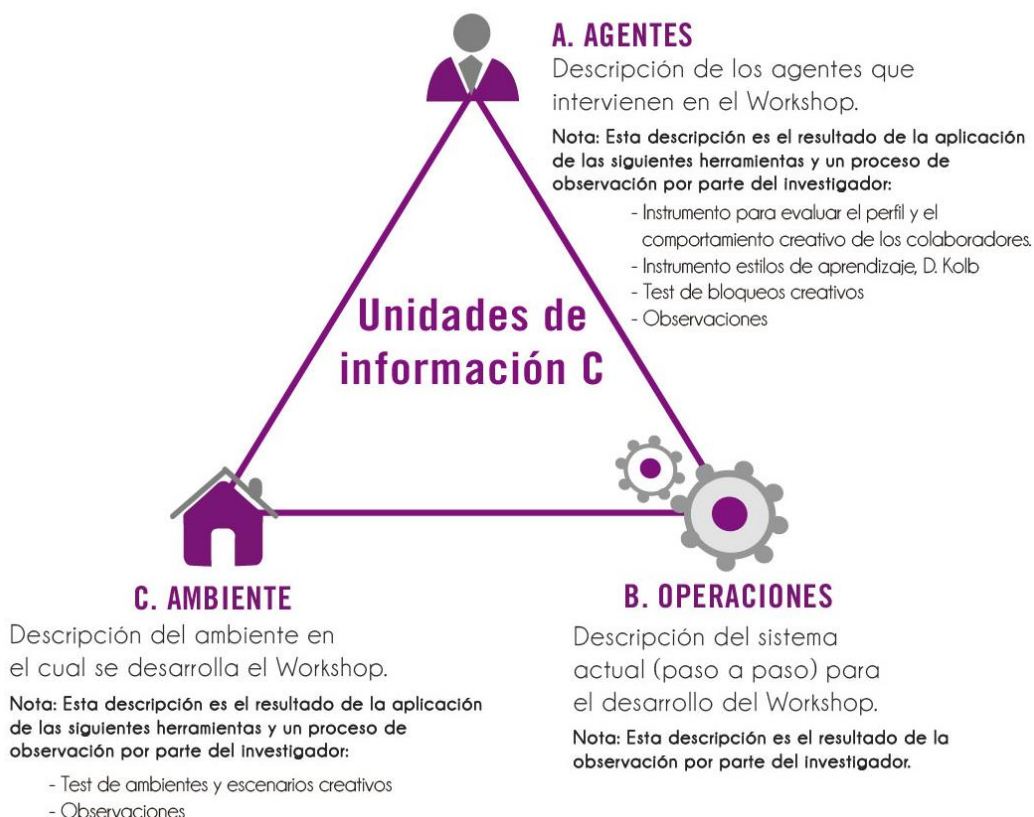 A. AGENTES
Descripción de los agentes que
intervienen en el Workshop.
Nota: Esta descripción es el resultado de la aplicación
de las siguientes herramientas y un proceso de
observación por parte del investigador:
- Instrumento para evaluar el perfil y el
comportamiento creativo de los colaboradores.
- Instrumento estilos de aprendizaje, D. Kolb
- Test de bloqueos creativos
- Observaciones
Unidades de
información C
C. AMBIENTE
Descripción del ambiente en
el cual se desarrolla el Workshop.
Nota: Esta descripción es el resultado de la aplicación
de las siguientes herramientas y un proceso de
observación por parte del investigador:
- Test de ambientes y escenarios creativos
- Observaciones
B. OPERACIONES
Descripción del sistema
actual (paso a paso) para
el desarrollo del Workshop.
Nota: Esta descripción es el resultado de la
observación por parte del investigador.